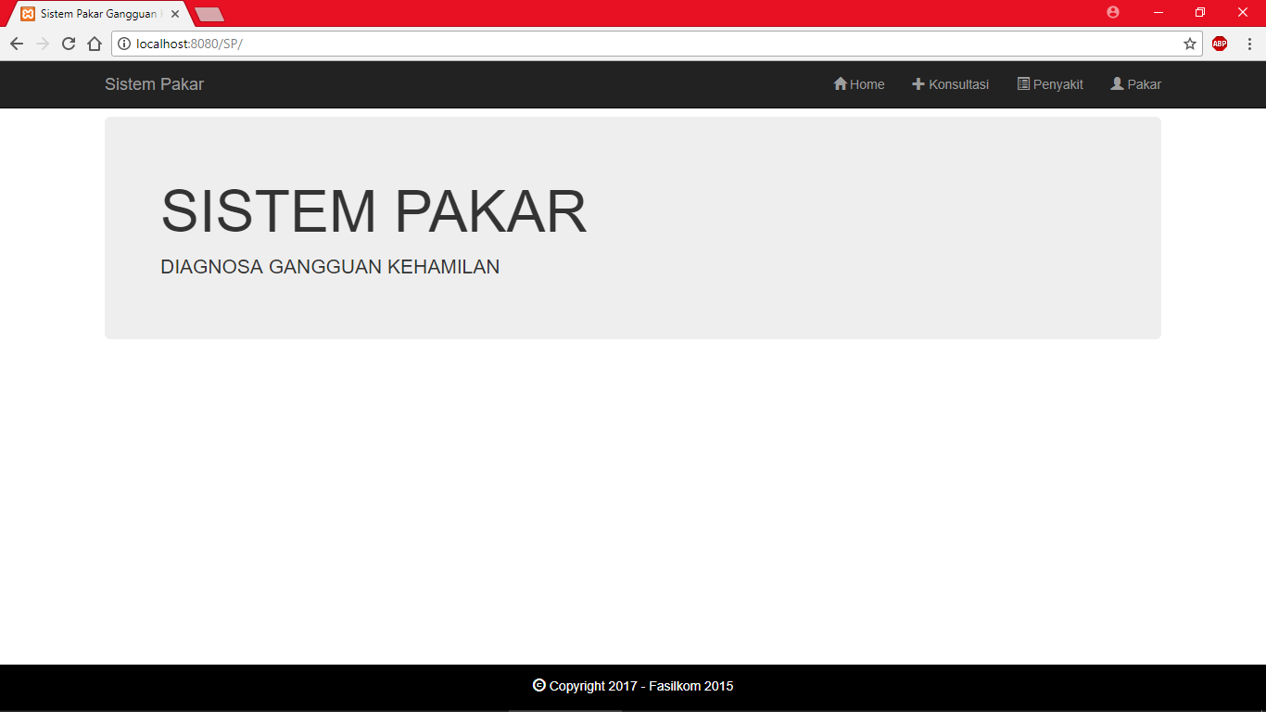 Sistem Pakar Gangguan
localhost:8080/SP/
ABP
Sistem Pakar
Home
Konsultasi
Penyakit
Pakar
SISTEM PAKAR
DIAGNOSA GANGGUAN KEHAMILAN
© Copyright 2017 - Fasilkom 2015